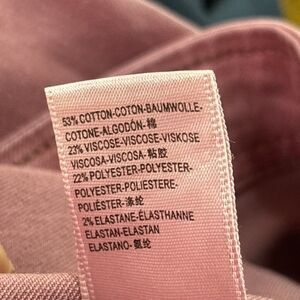 53% COTTON-COTON-BAUMWOLLE-
COTONE-ALGODÓN-棉
23% VISCOSE-VISCOSE-VISKOSE
VISCOSA-VISCOSA-粘胶
22% POLYESTER-POLYESTER-
POLYESTER-POLIESTERE-
POLIÉSTER-涤纶
2% ELASTANE-ÉLASTHANNE
ELASTAN-ELASTAN
ELASTANO-氨纶